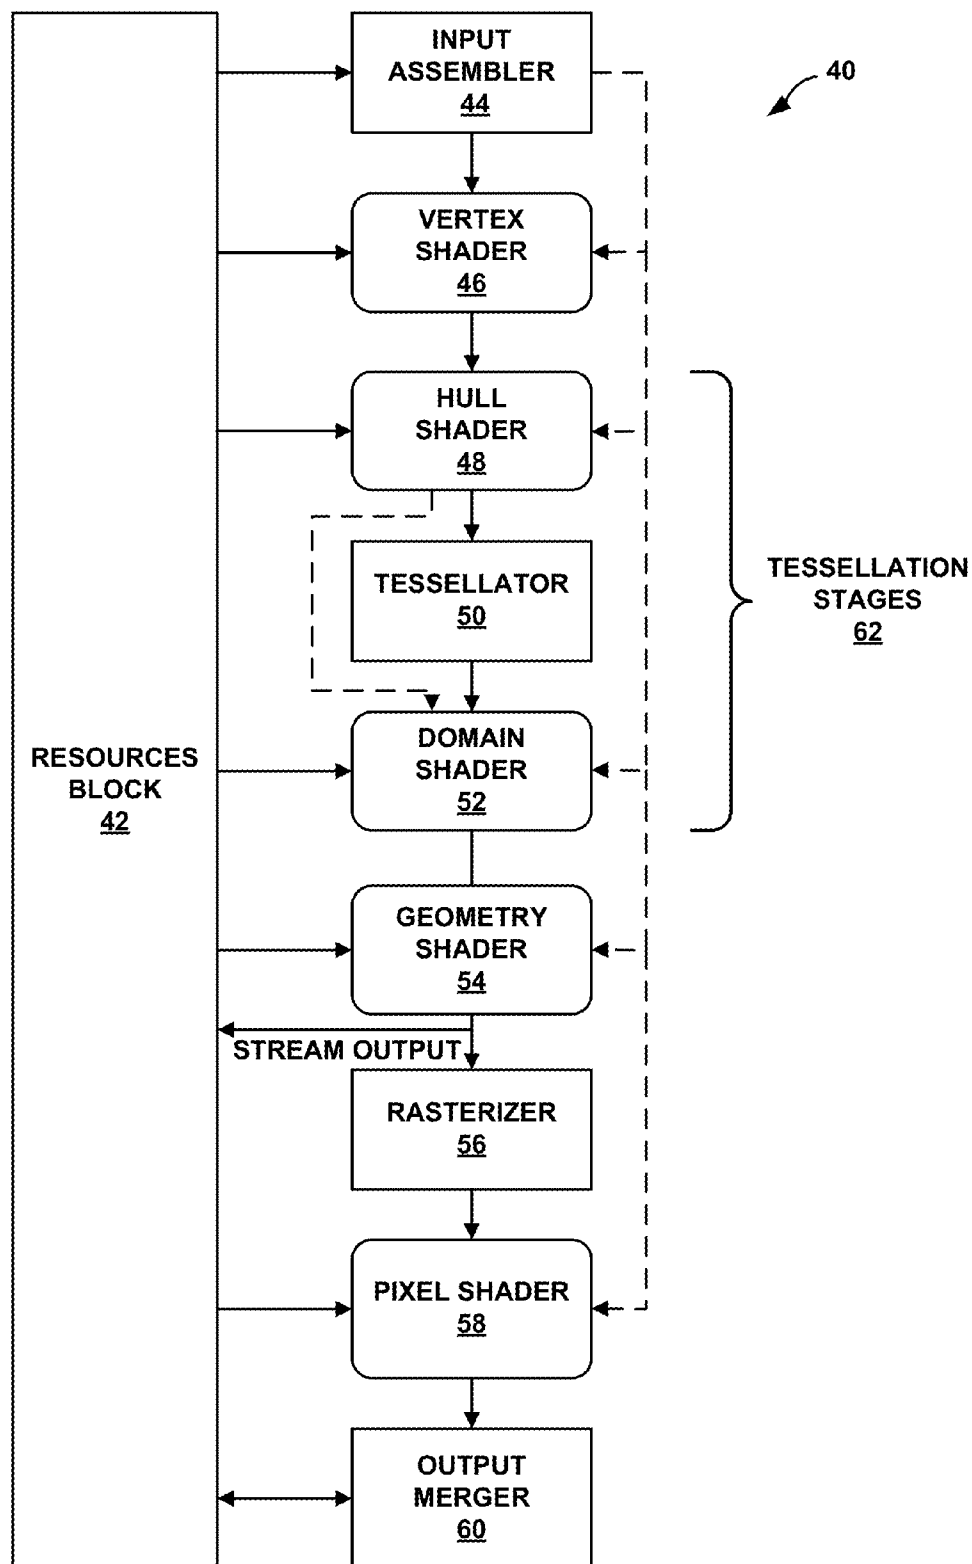 INPUT
ASSEMBLER
44
40
VERTEX
SHADER
46
HULL
SHADER
48
TESSELLATOR
50
TESSELLATION
STAGES
62
DOMAIN
SHADER
52
RESOURCES
BLOCK
42
GEOMETRY
SHADER
54
STREAM OUTPUT
RASTERIZER
56
PIXEL SHADER
58
OUTPUT
MERGER
60